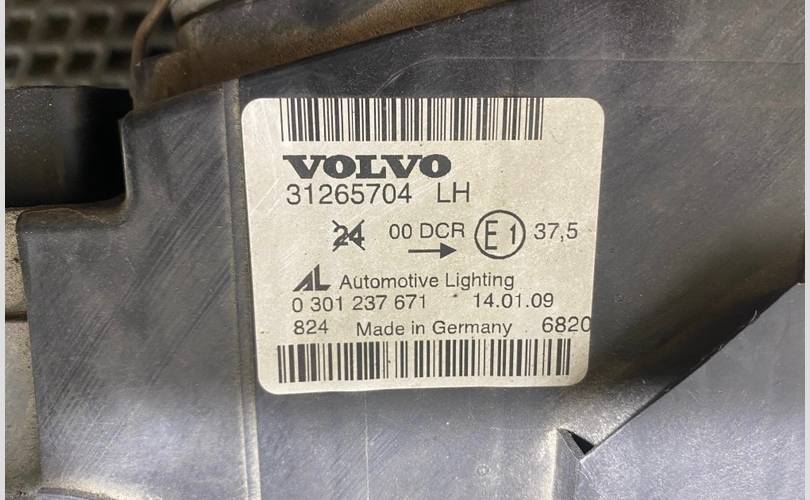 VOLVO
31265704 LH
24 00 DCR → E1 37,5
AL Automotive Lighting
0 301 237 671 14.01.09
824 Made in Germany 6820